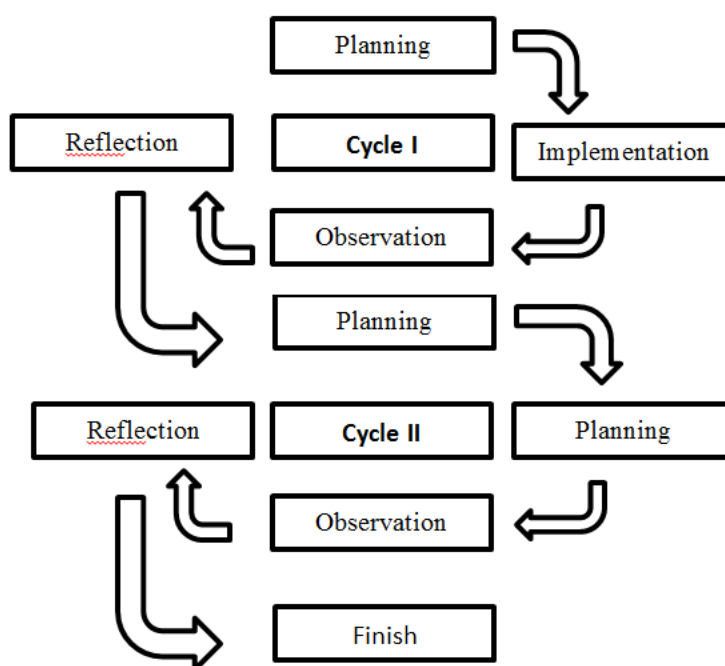 Planning
Reflection
Cycle I
Implementation
Observation
Planning
Reflection
Cycle II
Planning
Observation
Finish